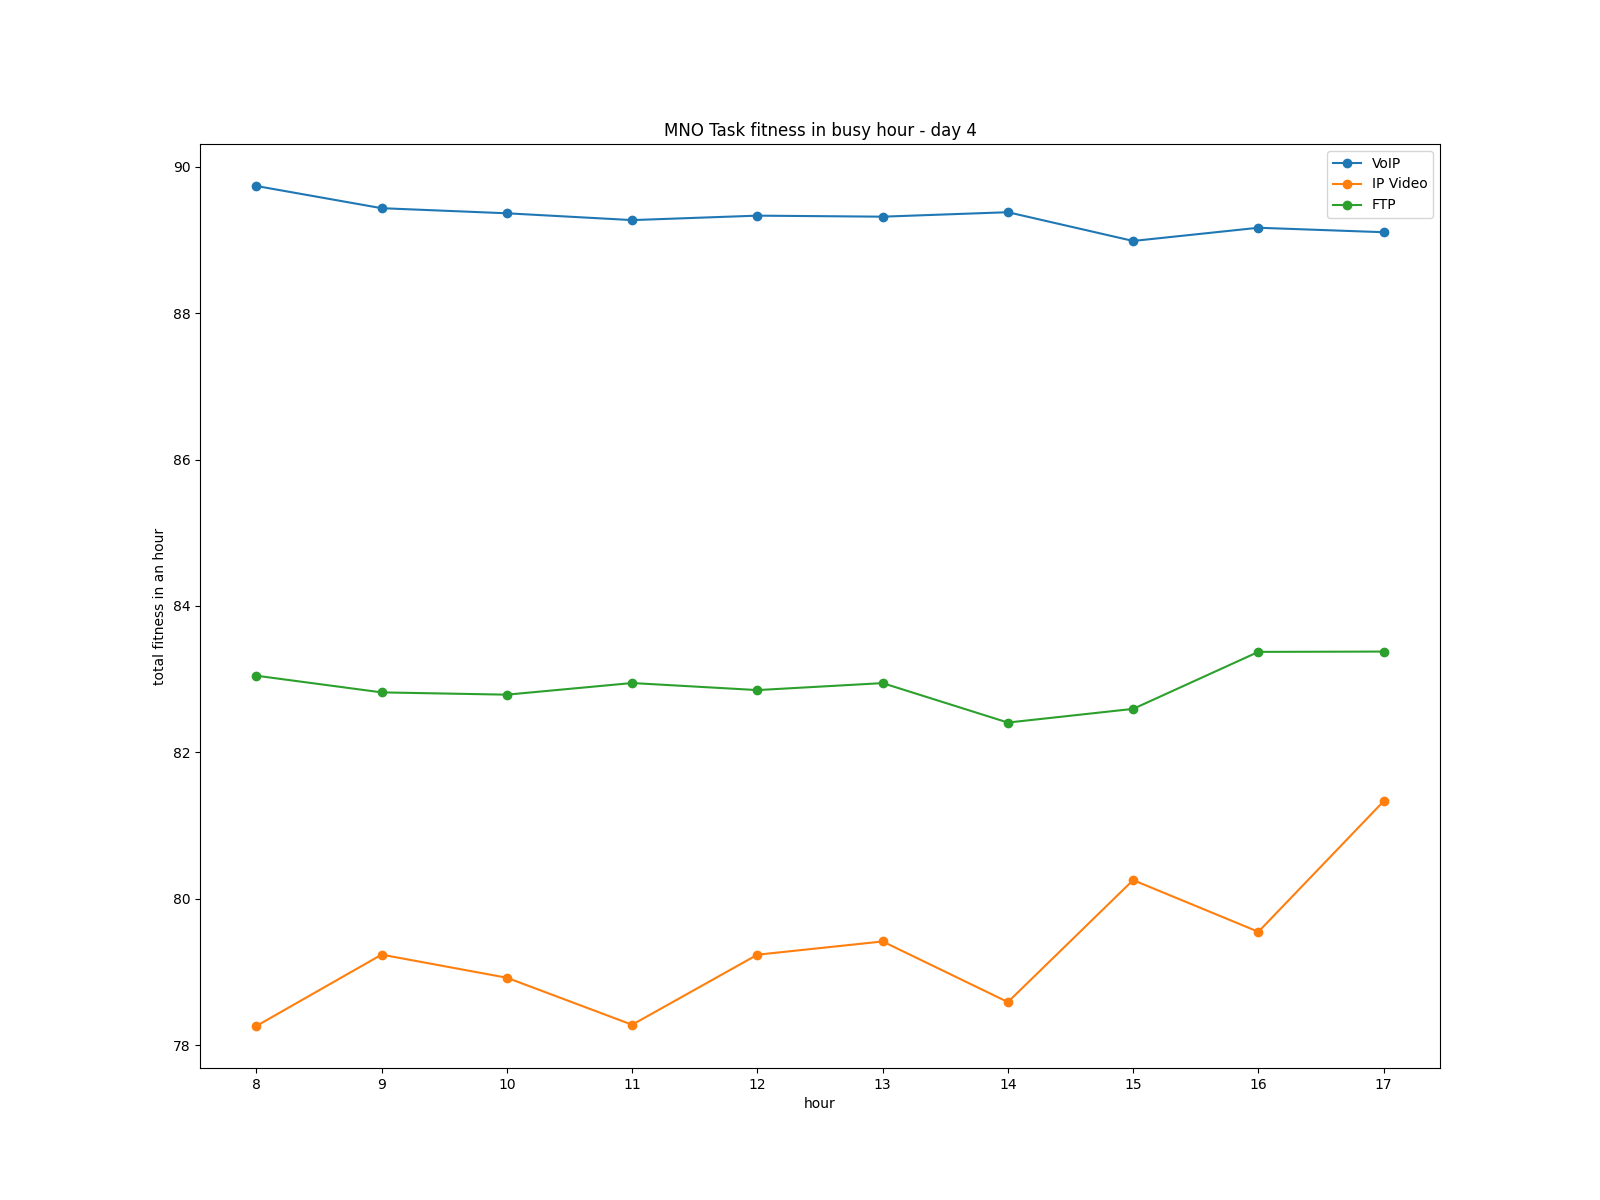 MNO Task fitness in busy hour - day 4
VoIP
IP Video
FTP
90
88
86
84
82
80
78
total fitness in an hour
8 9 10 11 12 13 14 15 16 17
hour